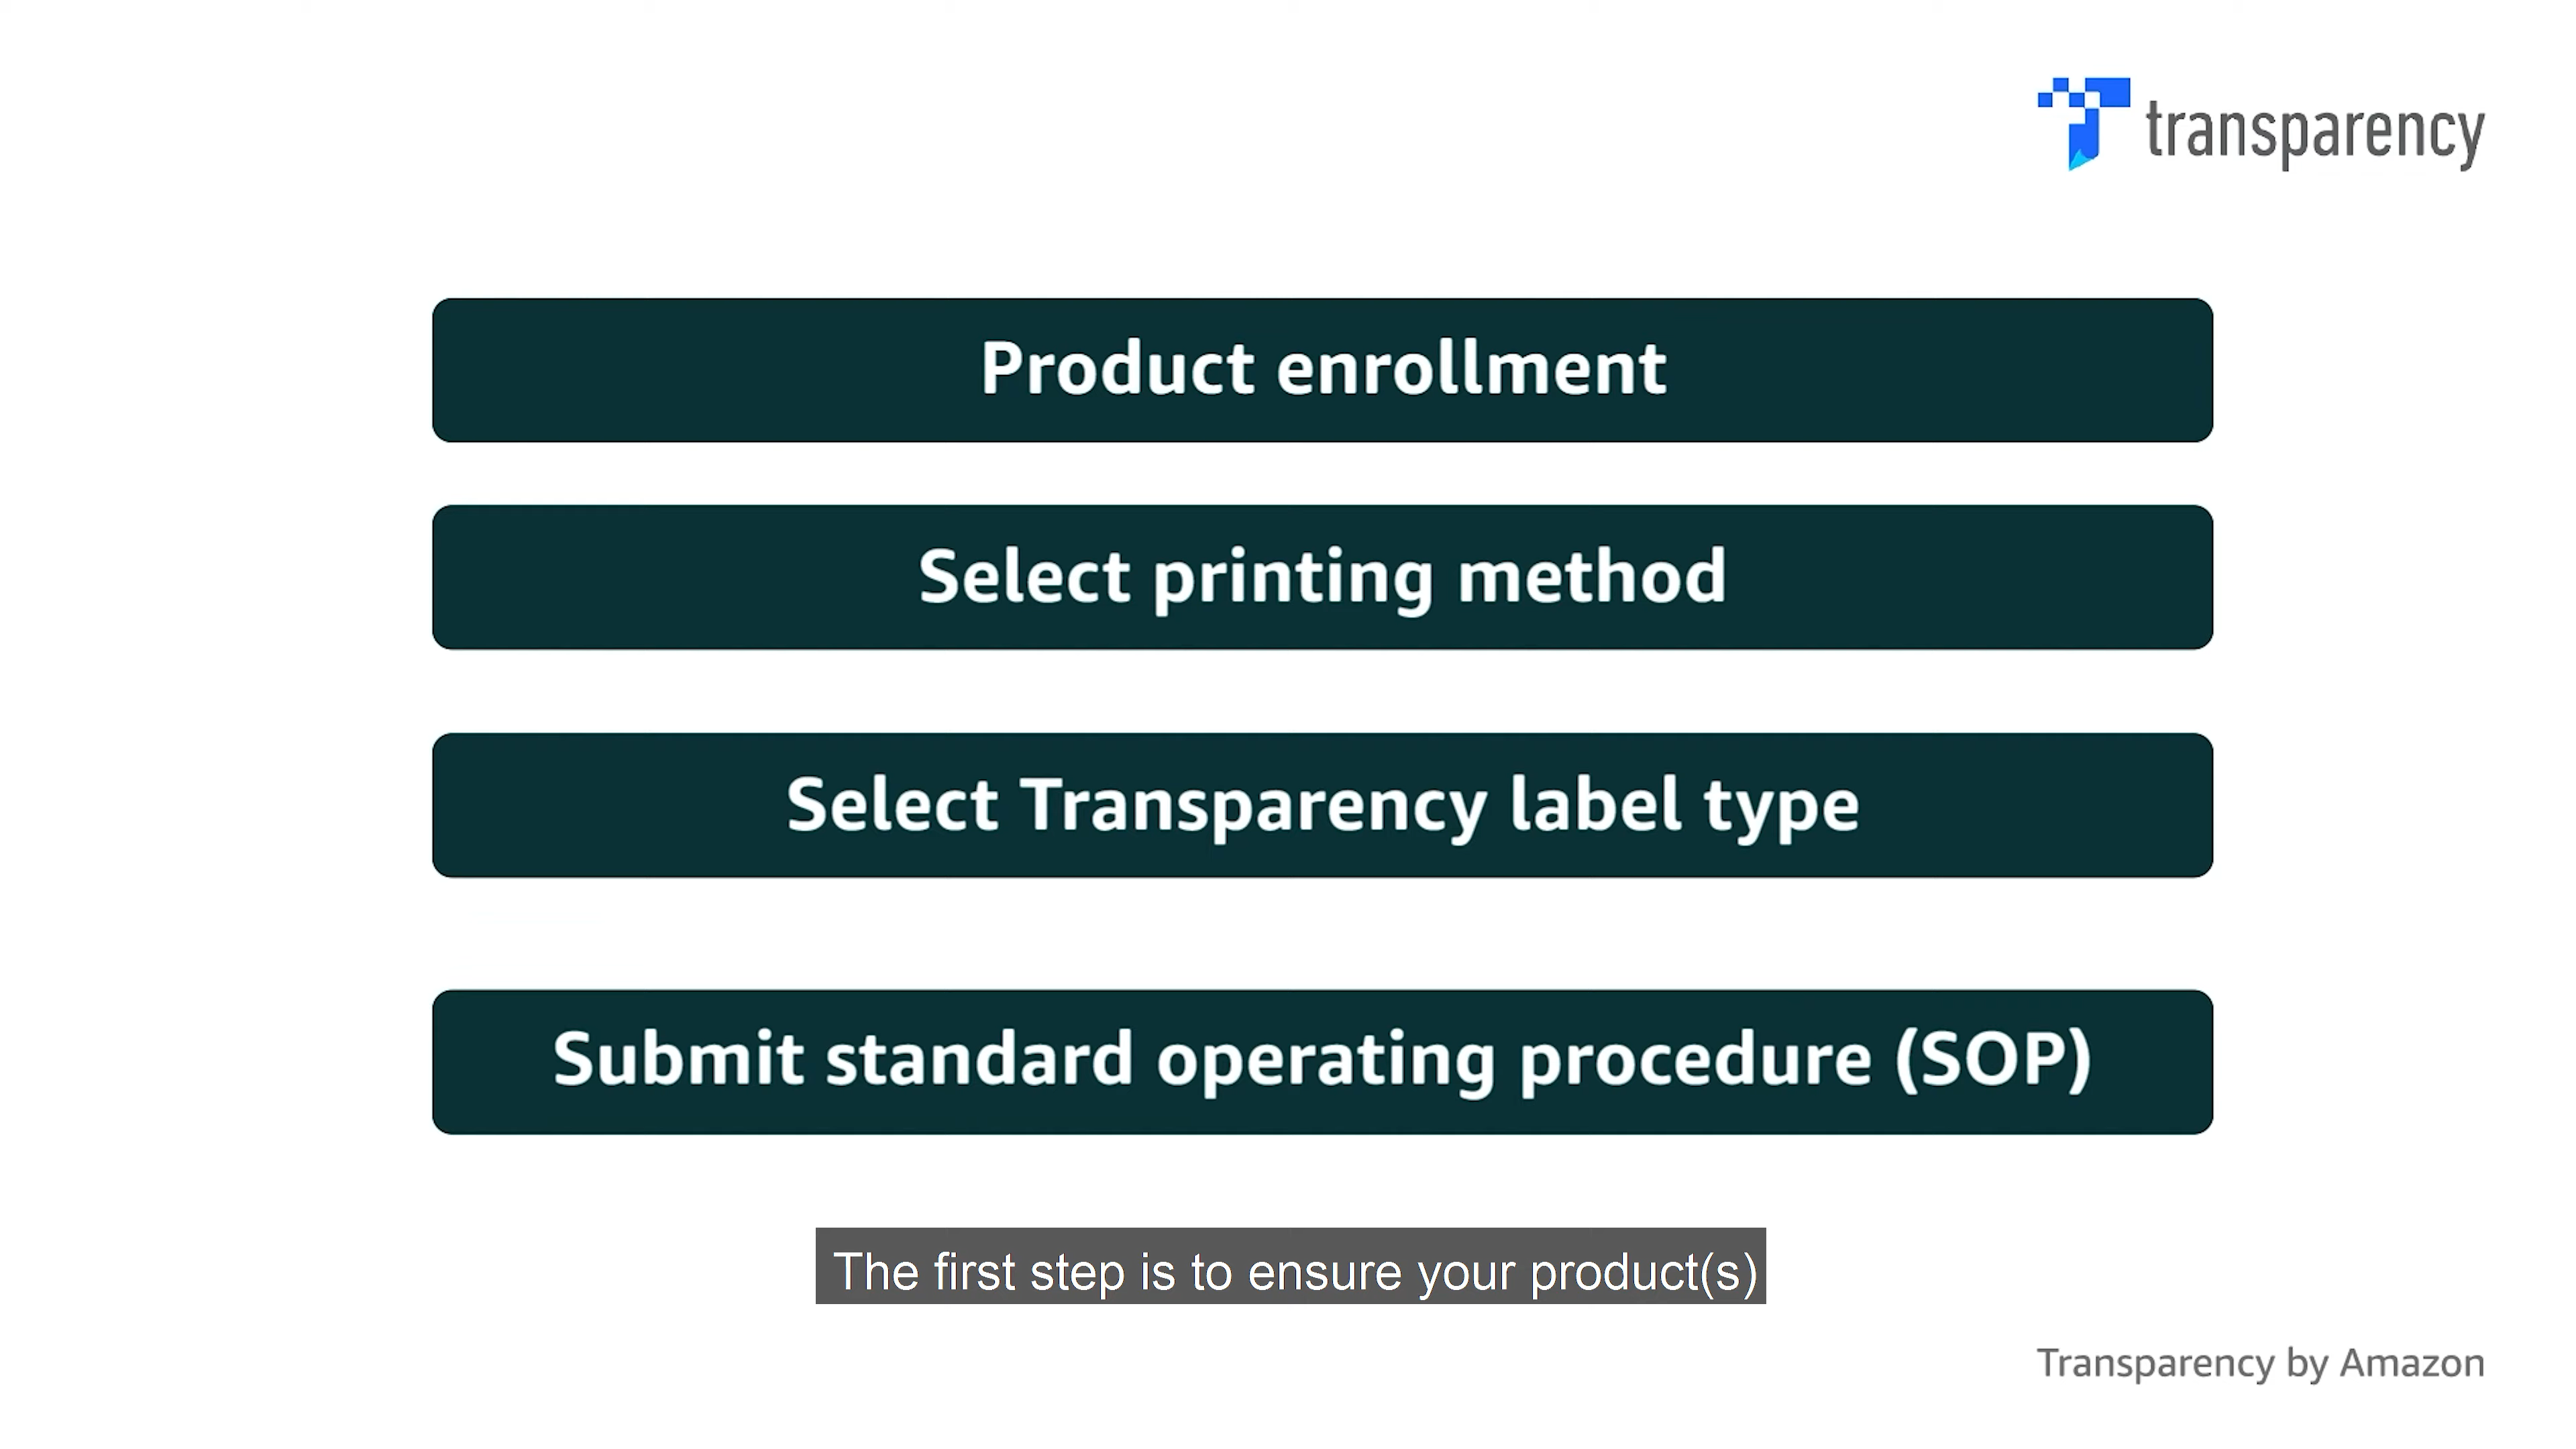 transparency
Product enrollment
Select printing method
Select Transparency label type
Submit standard operating procedure (SOP)
The first step is to ensure your product(s)
Transparency by Amazon